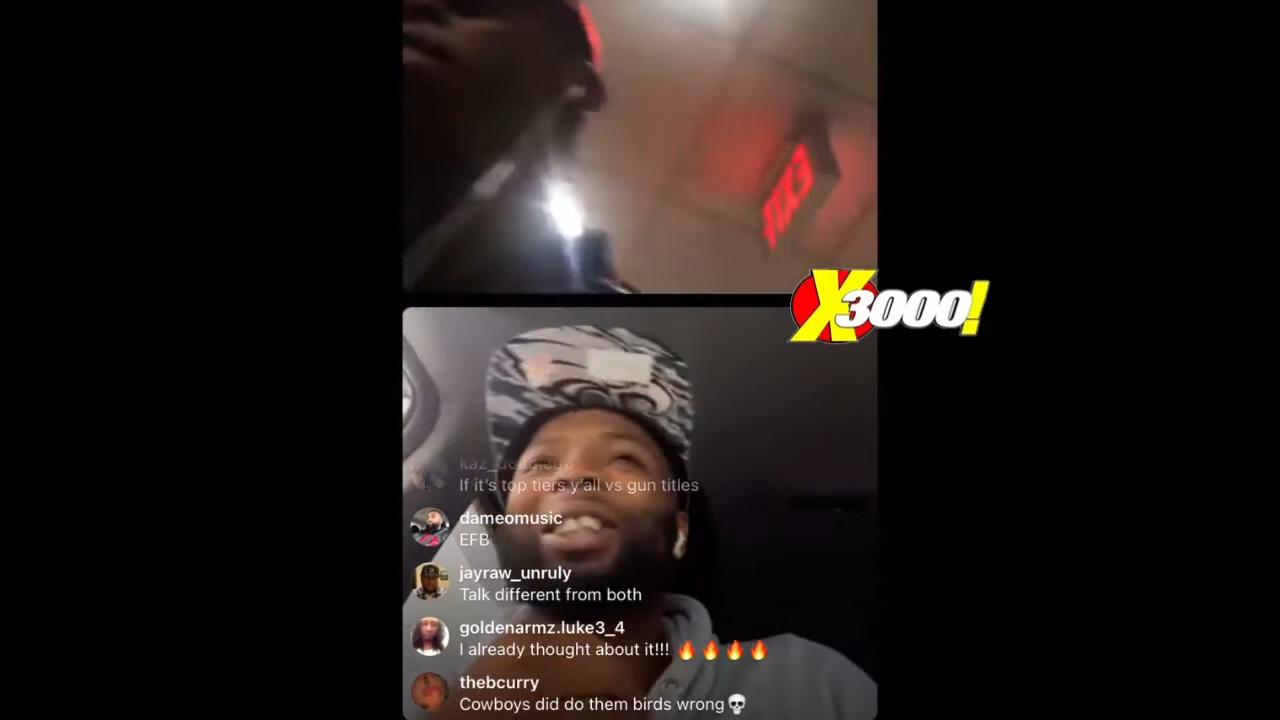 EXIT
X3000!
If it's top tiers y'all vs gun titles
dameomusic
EFB
jayraw_unruly
Talk different from both
goldenarmz.luke3_4
I already thought about it!!! 🔥🔥🔥🔥
thebcurry
Cowboys did do them birds wrong💀